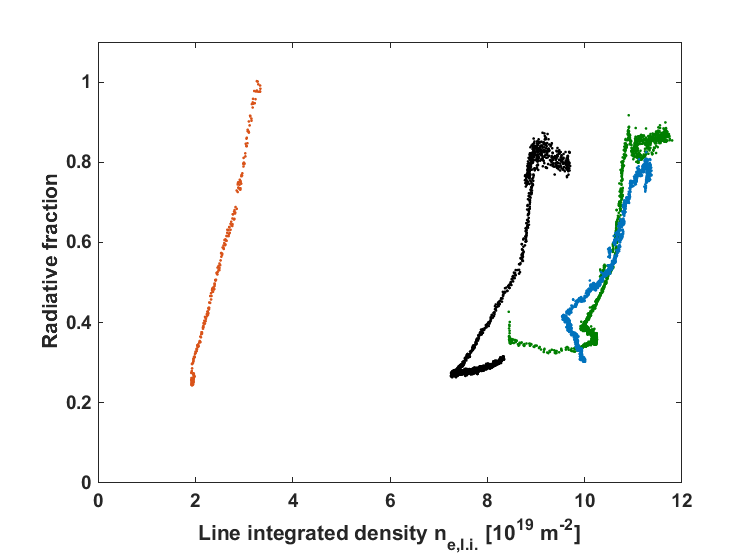 1
0.8
0.6
0.4
0.2
0
0 2 4 6 8 10 12
Radiative fraction
Line integrated density n_{e,l.i.} [10^{19} m^{-2}]